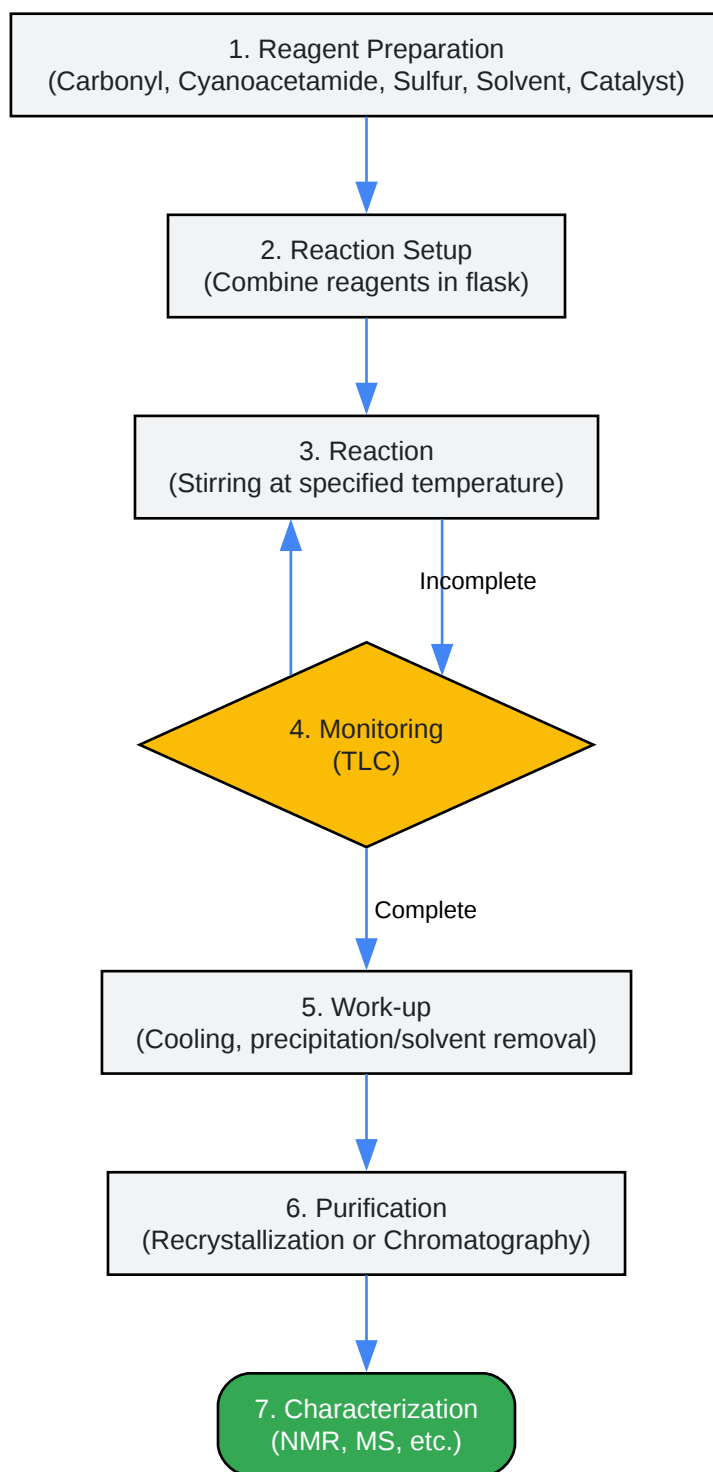 1. Reagent Preparation
(Carbonyl, Cyanoacetamide, Sulfur, Solvent, Catalyst)
2. Reaction Setup
(Combine reagents in flask)
3. Reaction
(Stirring at specified temperature)
Incomplete
4. Monitoring
(TLC)
Complete
5. Work-up
(Cooling, precipitation/solvent removal)
6. Purification
(Recrystallization or Chromatography)
7. Characterization
(NMR, MS, etc.)